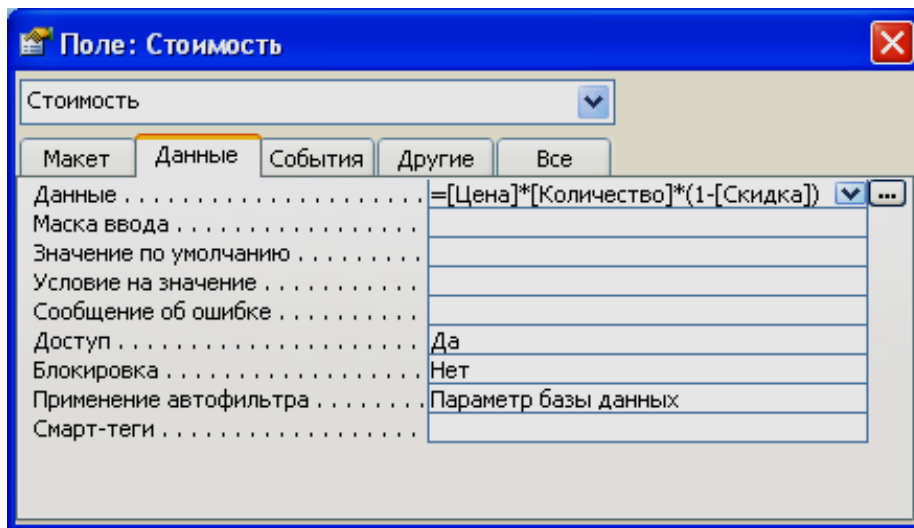 Поле: Стоимость
Стоимость
Макет Данные События Другие Все
Данные . . . . . . . . . . . . . . . . . . . . . =[Цена]*[Количество]*(1-[Скидка]) ...
Маска ввода . . . . . . . . . . . . . . . . .
Значение по умолчанию . . . . . . . . .
Условие на значение . . . . . . . . . . .
Сообщение об ошибке . . . . . . . . . .
Доступ . . . . . . . . . . . . . . . . . . . . . Да
Блокировка . . . . . . . . . . . . . . . . . . Нет
Применение автофильтра . . . . . . . . Параметр базы данных
Смарт-теги . . . . . . . . . . . . . . . . . .